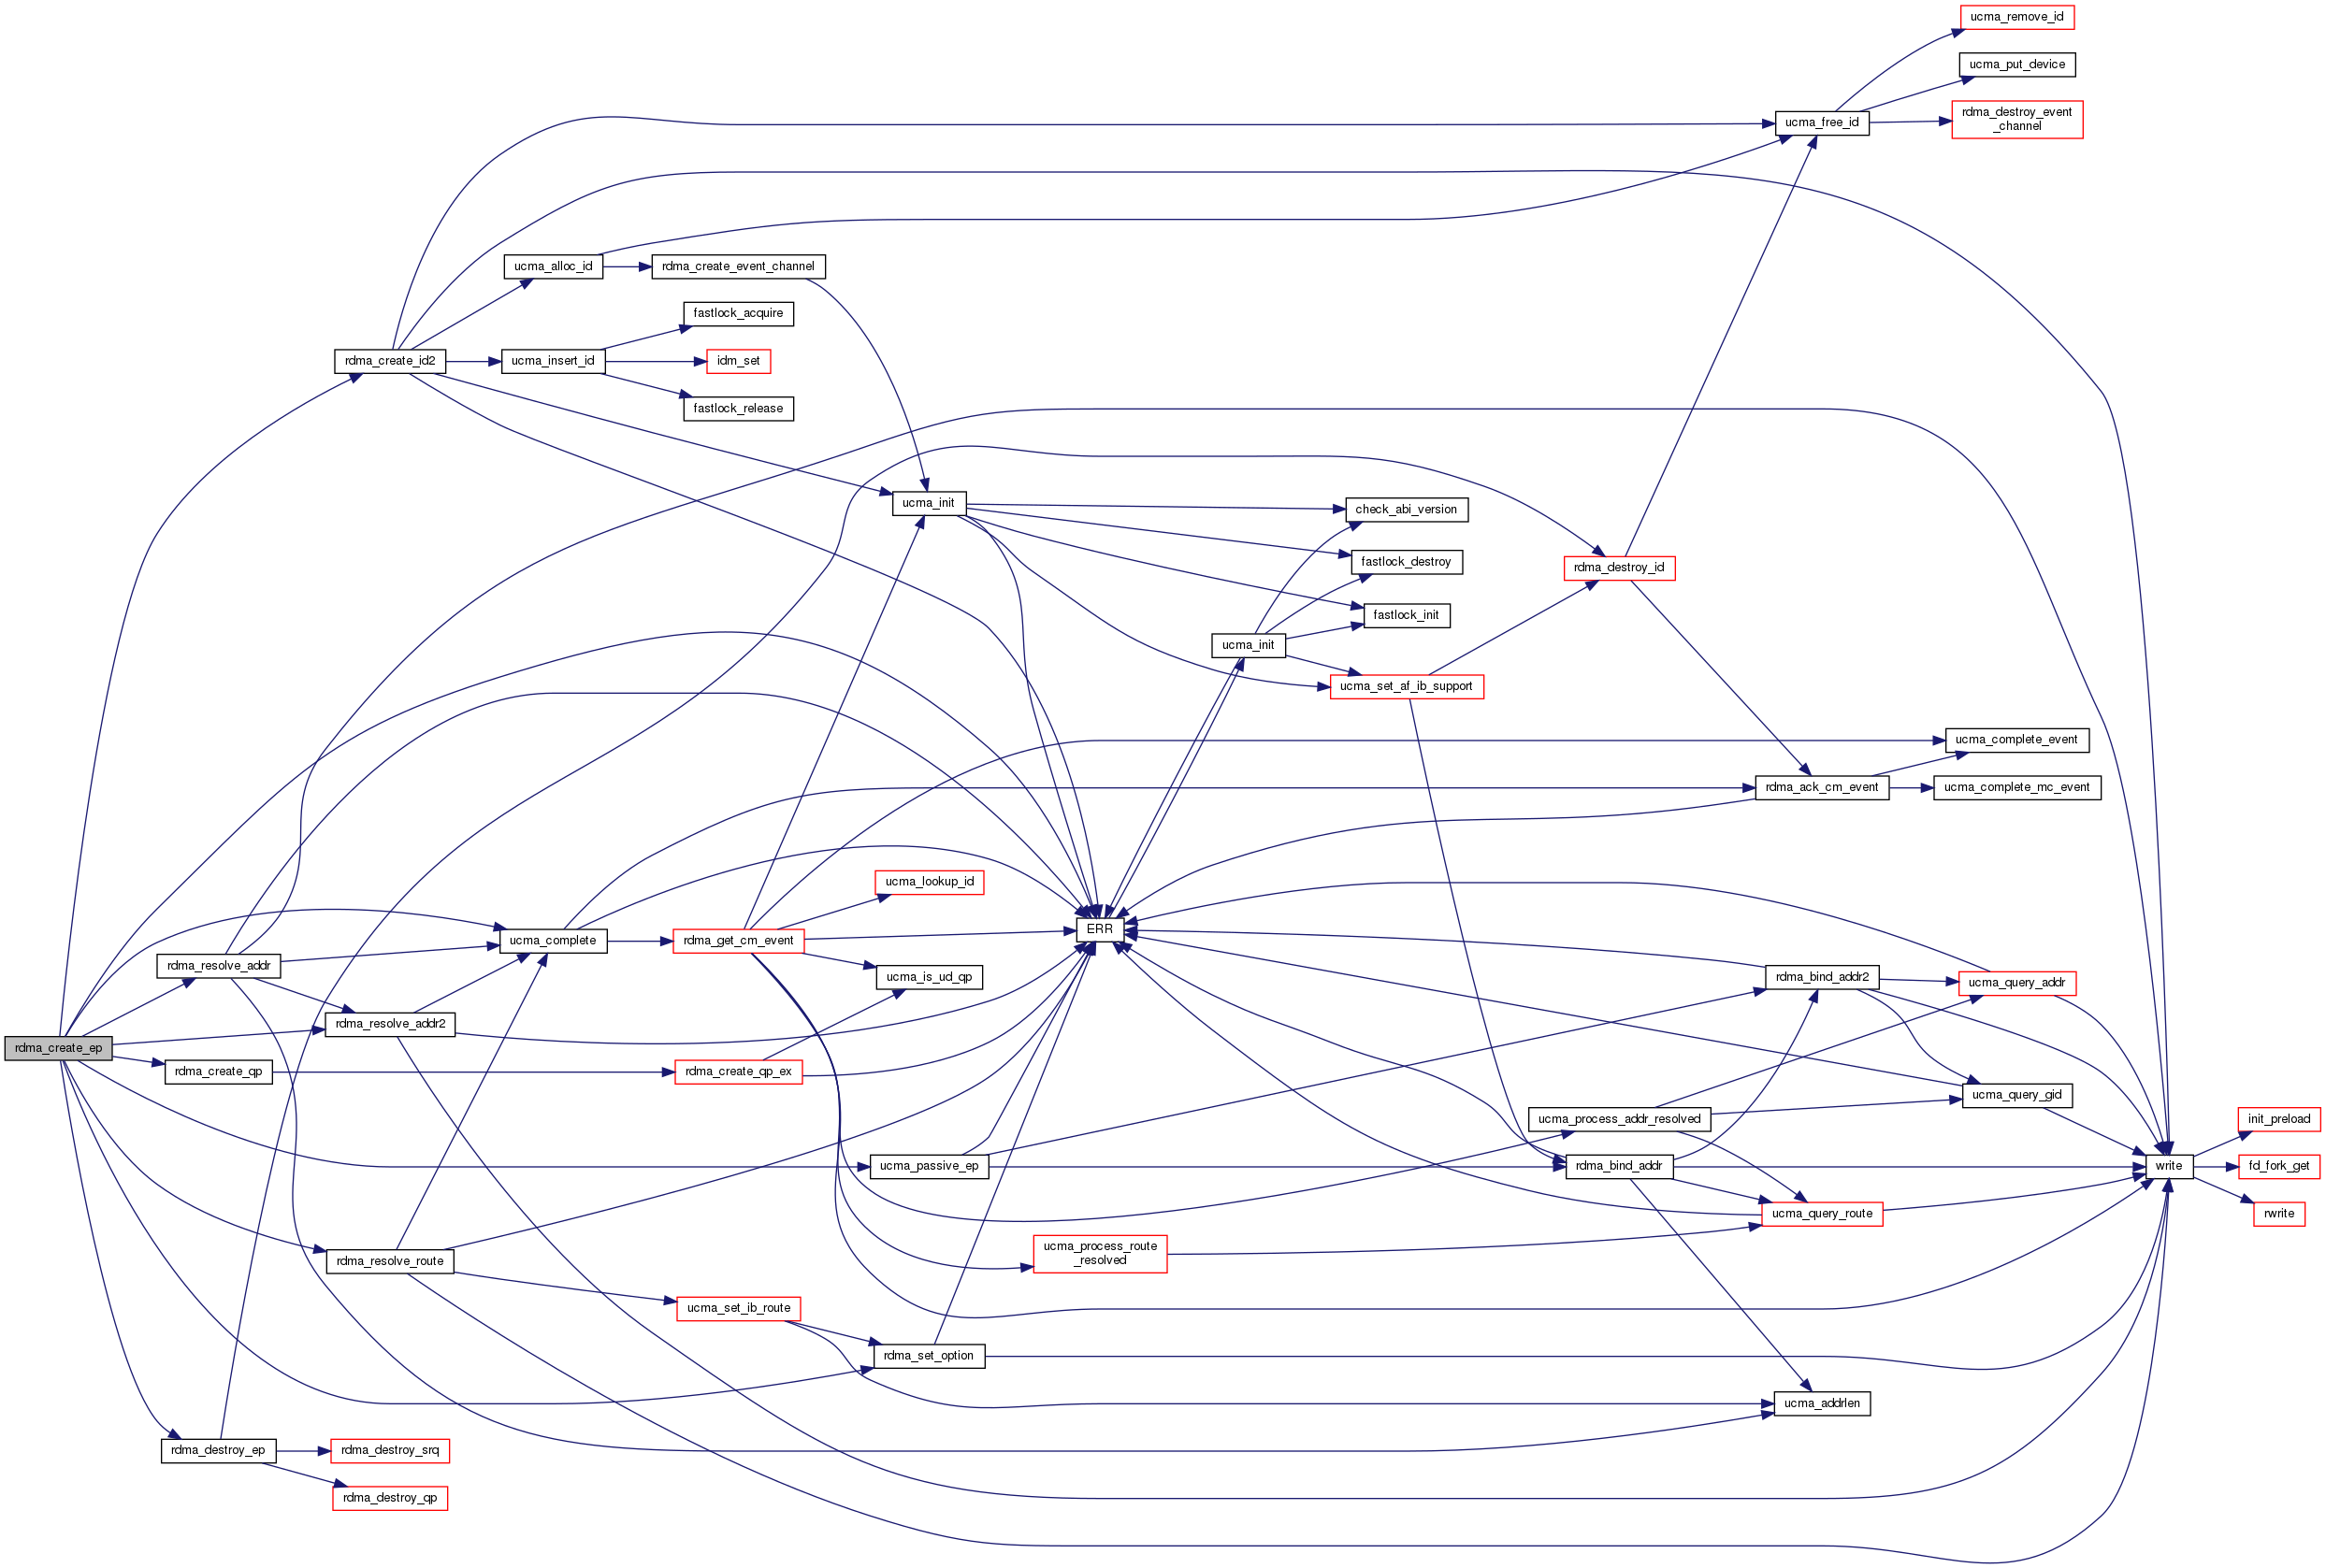 ucma_remove_id
ucma_put_device
rdma_destroy_event
_channel
ucma_free_id
ucma_alloc_id
rdma_create_event_channel
fastlock_acquire
rdma_create_id2
ucma_insert_id
idm_set
fastlock_release
ucma_init
check_abi_version
fastlock_destroy
rdma_destroy_id
fastlock_init
ucma_init
ucma_set_af_ib_support
ucma_complete_event
rdma_ack_cm_event
ucma_complete_mc_event
ucma_lookup_id
ERR
ucma_complete
rdma_get_cm_event
rdma_resolve_addr
ucma_is_ud_qp
rdma_bind_addr2
ucma_query_addr
rdma_resolve_addr2
rdma_create_ep
rdma_create_qp
rdma_create_qp_ex
ucma_query_gid
ucma_process_addr_resolved
init_preload
ucma_passive_ep
rdma_bind_addr
write
fd_fork_get
ucma_query_route
rwrite
ucma_process_route
_resolved
rdma_resolve_route
ucma_set_ib_route
rdma_set_option
ucma_addrlen
rdma_destroy_ep
rdma_destroy_srq
rdma_destroy_qp